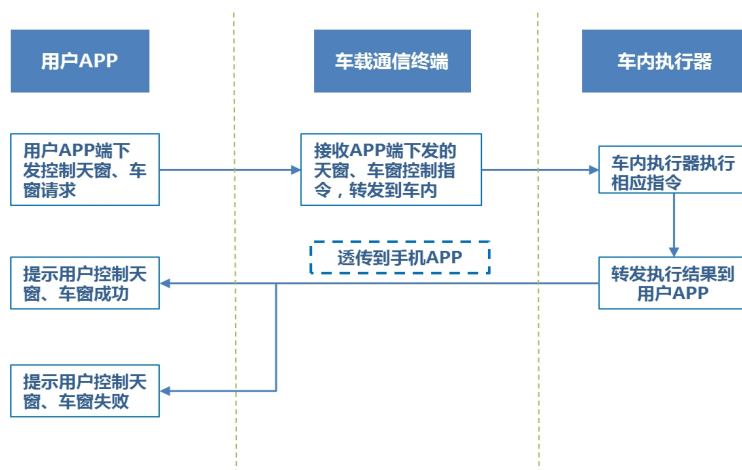 用户APP
车载通信终端
车内执行器
用户APP端下
发控制天窗、车
窗请求
接收APP端下发的
天窗、车窗控制指
令，转发到车内
车内执行器执行
相应指令
透传到手机APP
提示用户控制天
窗、车窗成功
转发执行结果到
用户APP
提示用户控制天
窗、车窗失败